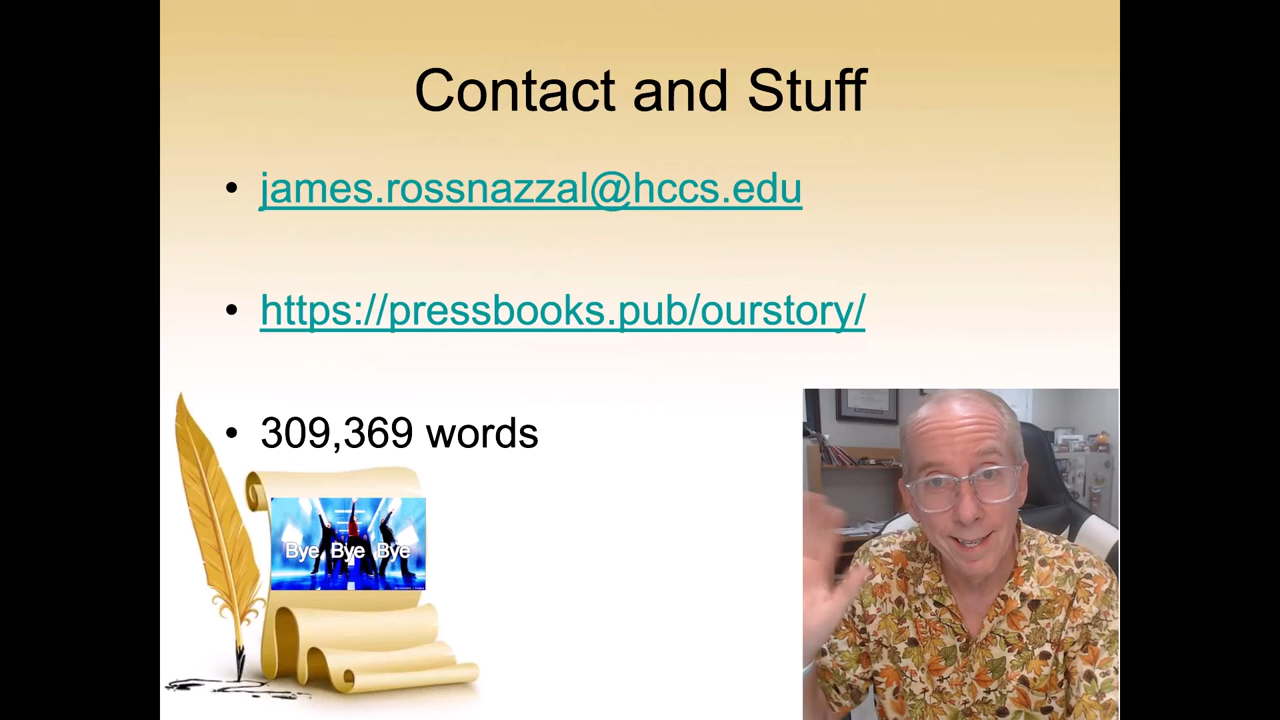 Contact and Stuff
• james.rossnazzal@hccs.edu
• https://pressbooks.pub/ourstory/
• 309,369 words
Bye Bye Bye